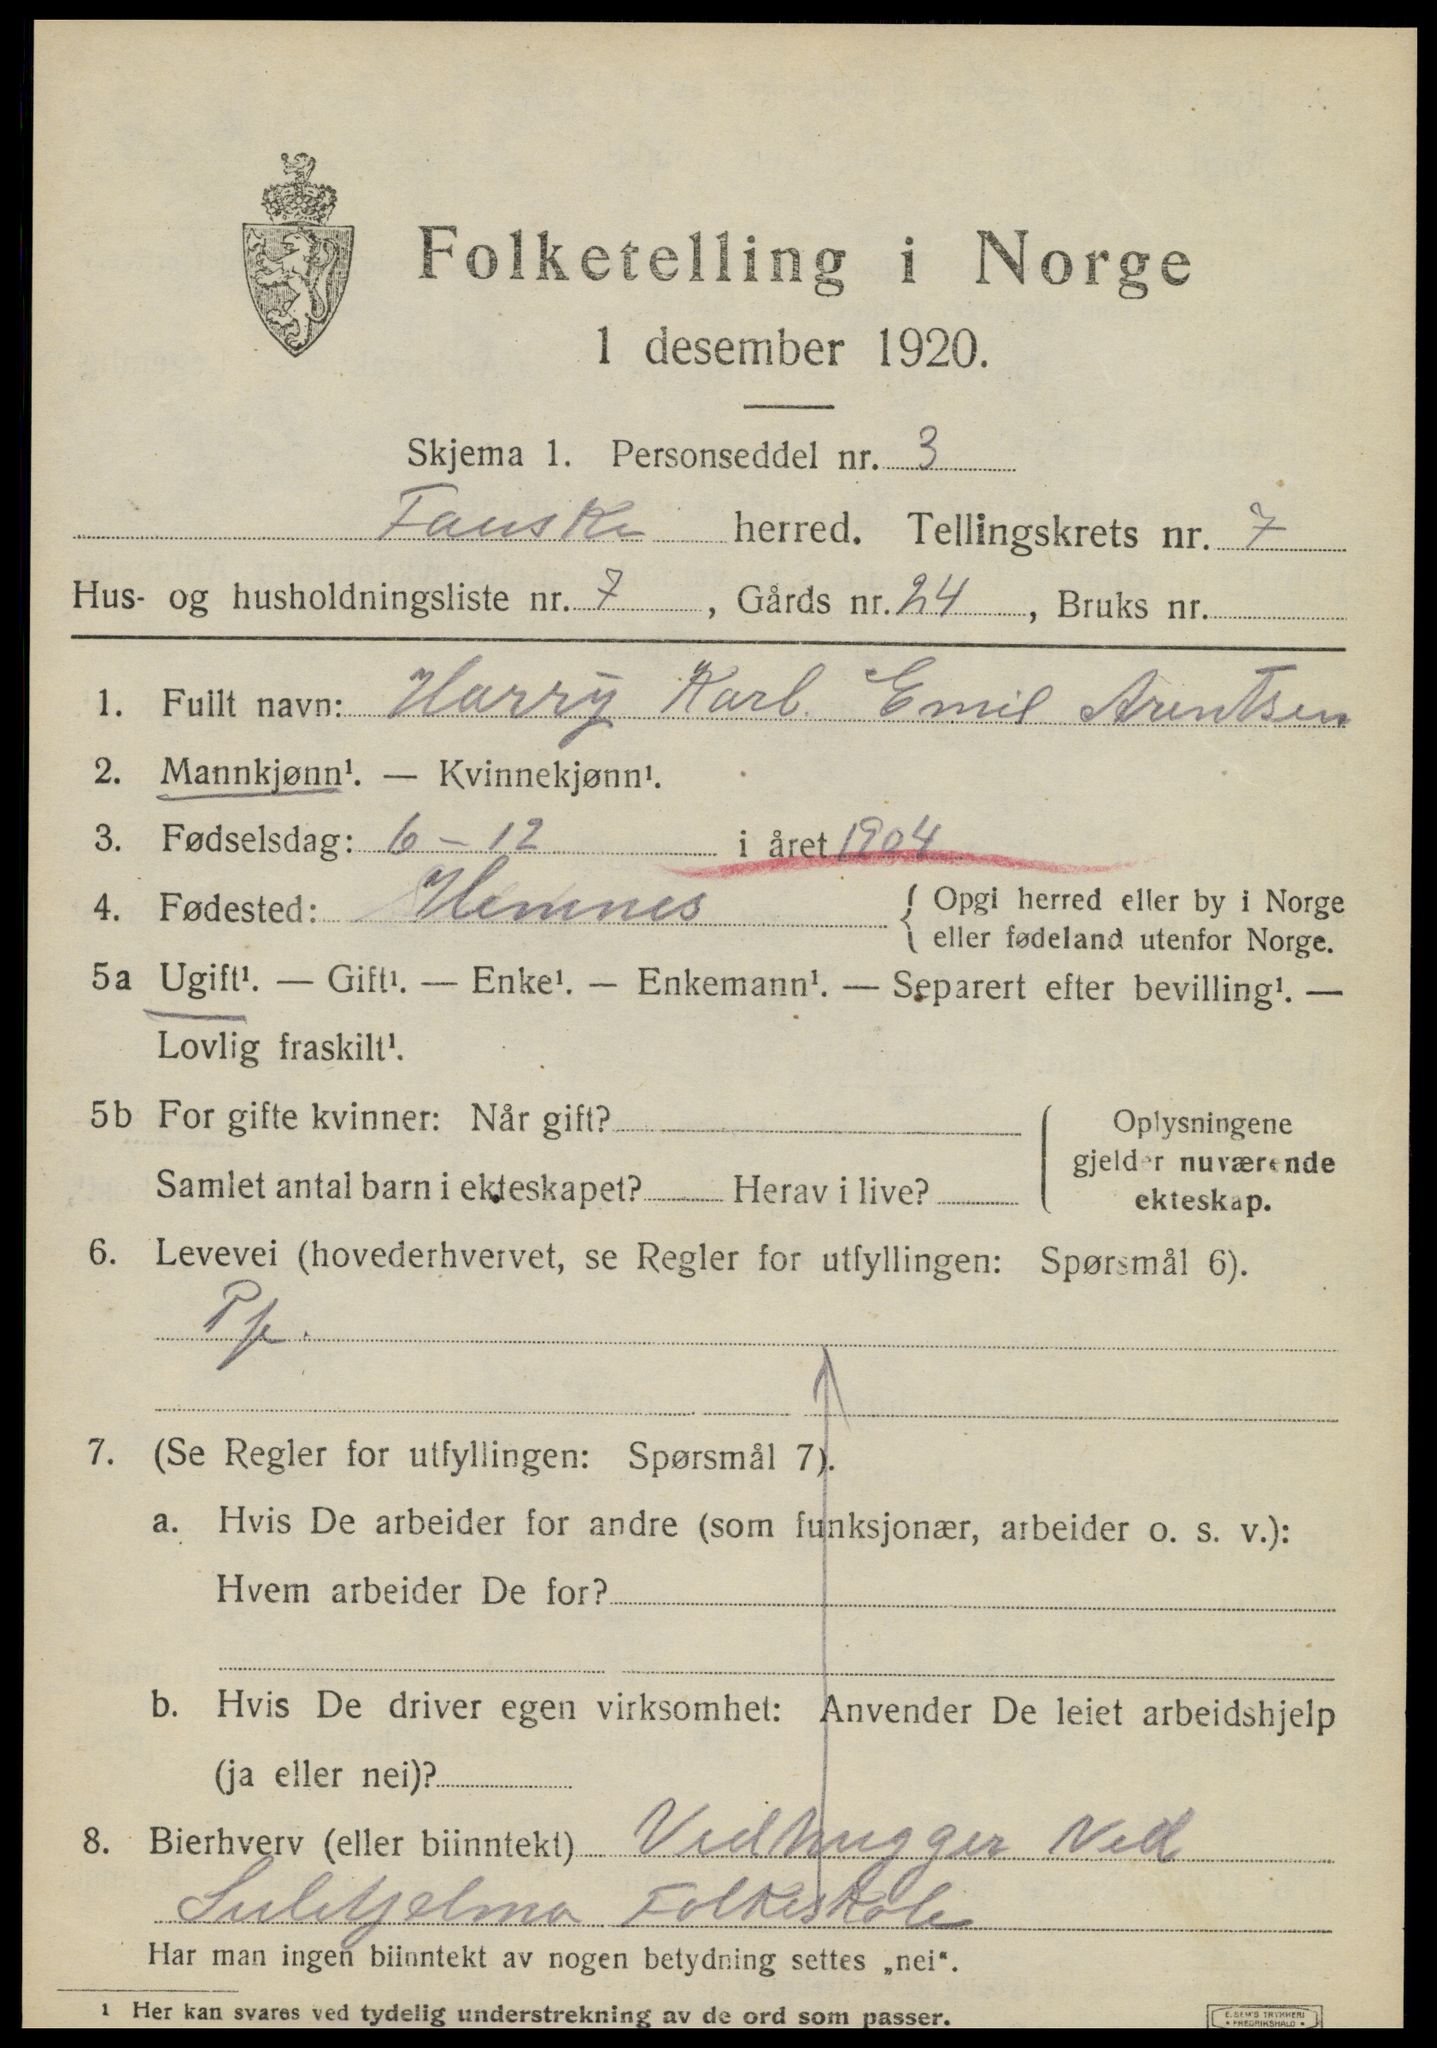 Folketelling i Norge
1 desember 1920.
Skjema 1. Personseddel nr. 3
Fauske herred. Tellingskrets nr. 7
Hus- og husholdningsliste nr. 7, Gårds nr. 24, Bruks nr.
1. Fullt navn: Harry Karl Emil Arentsen
2. Mannkjønn¹. — Kvinnekjønn¹.
3. Fødselsdag: 6 – 12 i året 1904
4. Fødested: Hemnes { Opgi herred eller by i Norge
eller fødeland utenfor Norge.
5a Ugift¹. — Gift¹. — Enke¹. — Enkemann¹. — Separert efter bevilling¹. —
Lovlig fraskilt¹.
5b For gifte kvinner: Når gift?
Samlet antal barn i ekteskapet? Herav i live?
{ Oplysningene
gjelder nuværende
ekteskap.
6. Levevei (hovederhvervet, se Regler for utfyllingen: Spørsmål 6).
7. (Se Regler for utfyllingen: Spørsmål 7).
a. Hvis De arbeider for andre (som funksjonær, arbeider o. s. v.):
Hvem arbeider De for?
b. Hvis De driver egen virksomhet: Anvender De leiet arbeidshjelp
(ja eller nei)?
8. Bierhverv (eller biinntekt) Vedhugger ved
Sulitjelma Folkeskole
Har man ingen biinntekt av nogen betydning settes „nei“.
1 Her kan svares ved tydelig understrekning av de ord som passer.
E. SEM'S TRYKKERI
• FREDRIKSHALD •